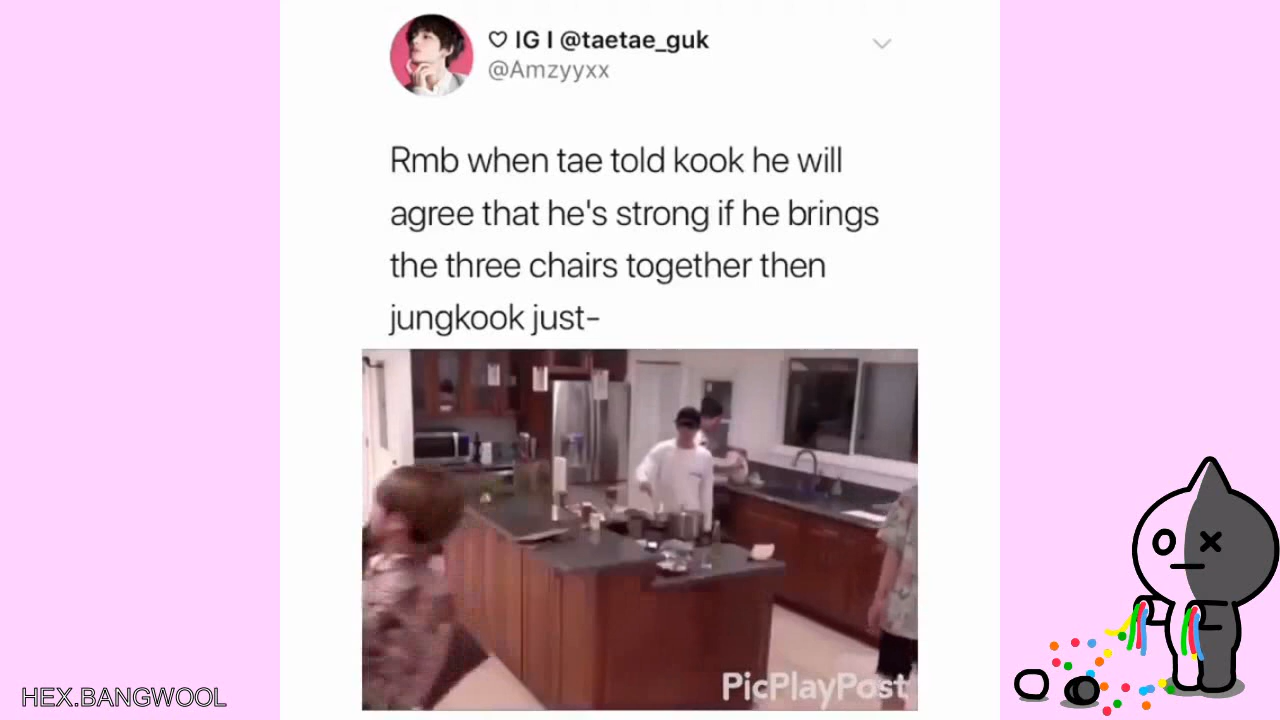 ♡ IG I @taetae_guk
@Amzyyxx
Rmb when tae told kook he will
agree that he's strong if he brings
the three chairs together then
jungkook just-
PicPlayPost
HEX.BANGWOOL